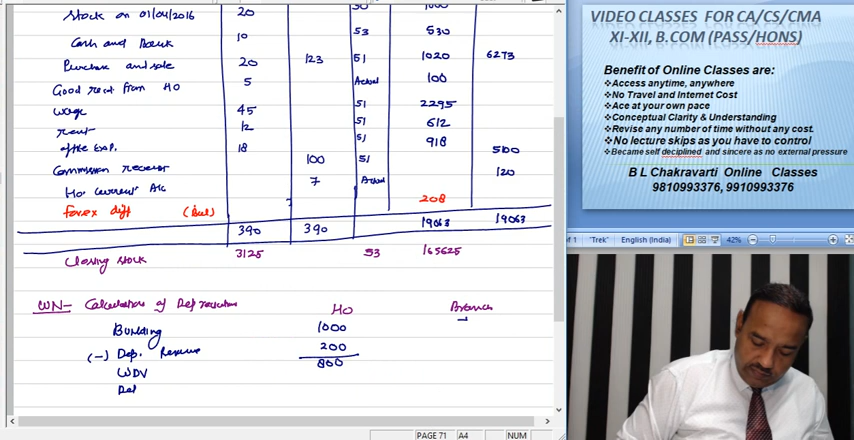 50 1000
Stock on 01/04/2016 20
Cash and Bank 10 53 530
Purchase and sale 20 123 51 1020 6273
Good rect from HO 5 Actual 100
Wage 45 51 2295
rent 12 51 612
office Exp. 18 51 918
Commission received 100 51 5100
HO Current A/c 7 Actual 120
Forex diff (Bal) 208
390 390 19063 19063
Closing stock 3125 53 165625
WN- Calculation of Depreciation HO Branch
Building 1000
(-) Dep. Reserve 200
WDV 800
Del
PAGE 71 A4 NUM
VIDEO CLASSES FOR CA/CS/CMA
XI-XII, B.COM (PASS/HONS)
Benefit of Online Classes are:
❖Access anytime, anywhere
❖No Travel and Internet Cost
❖Ace at your own pace
❖Conceptual Clarity & Understanding
❖Revise any number of time without any cost.
❖No lecture skips as you have to control
❖Became self deciplined and sincere as no external pressure
B L Chakravarti Online Classes
9810993376, 9910993376
of 1 "Trek" English (India) 42%